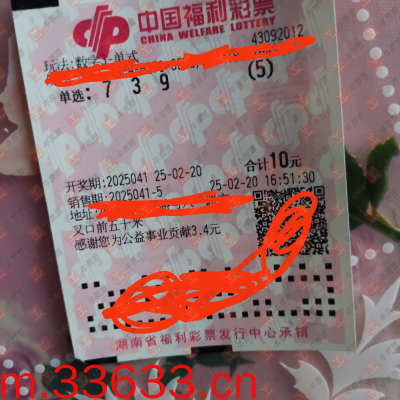 中国福利彩票
CHINA WELFARE LOTTERY
43092012
玩法:数字 单式
单选: 7 3 9 (5)
合计10元
开奖期:2025041 25-02-20
销售期:2025041-5 25-02-20 16:51:30
地址:
叉口前五十米
感谢您为公益事业贡献3.4元
湖南省福利彩票发行中心承销
m.33633.cn